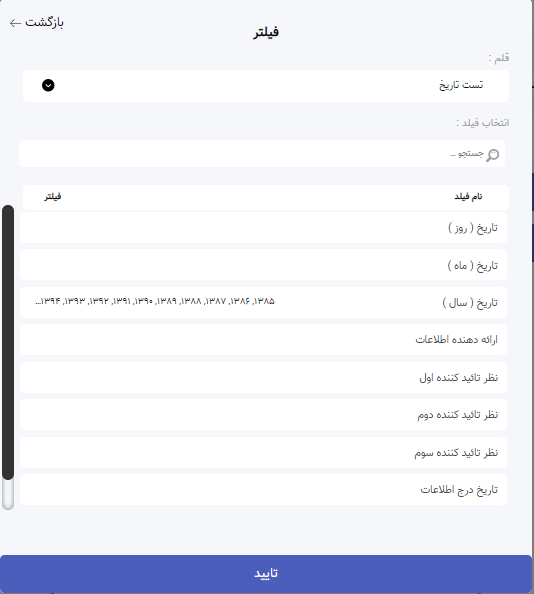 بازگشت
فیلتر
قلم :
تست تاریخ
انتخاب فیلد :
جستجو ...
نام فیلد فیلتر
تاریخ ( روز )
تاریخ ( ماه )
تاریخ ( سال ) ۱۳۸۵, ۱۳۸۶, ۱۳۸۷, ۱۳۸۸, ۱۳۸۹, ۱۳۹۰, ۱۳۹۱, ۱۳۹۲, ۱۳۹۳, ۱۳۹۴...
ارائه دهنده اطلاعات
نظر تائید کننده اول
نظر تائید کننده دوم
نظر تائید کننده سوم
تاریخ درج اطلاعات
تایید